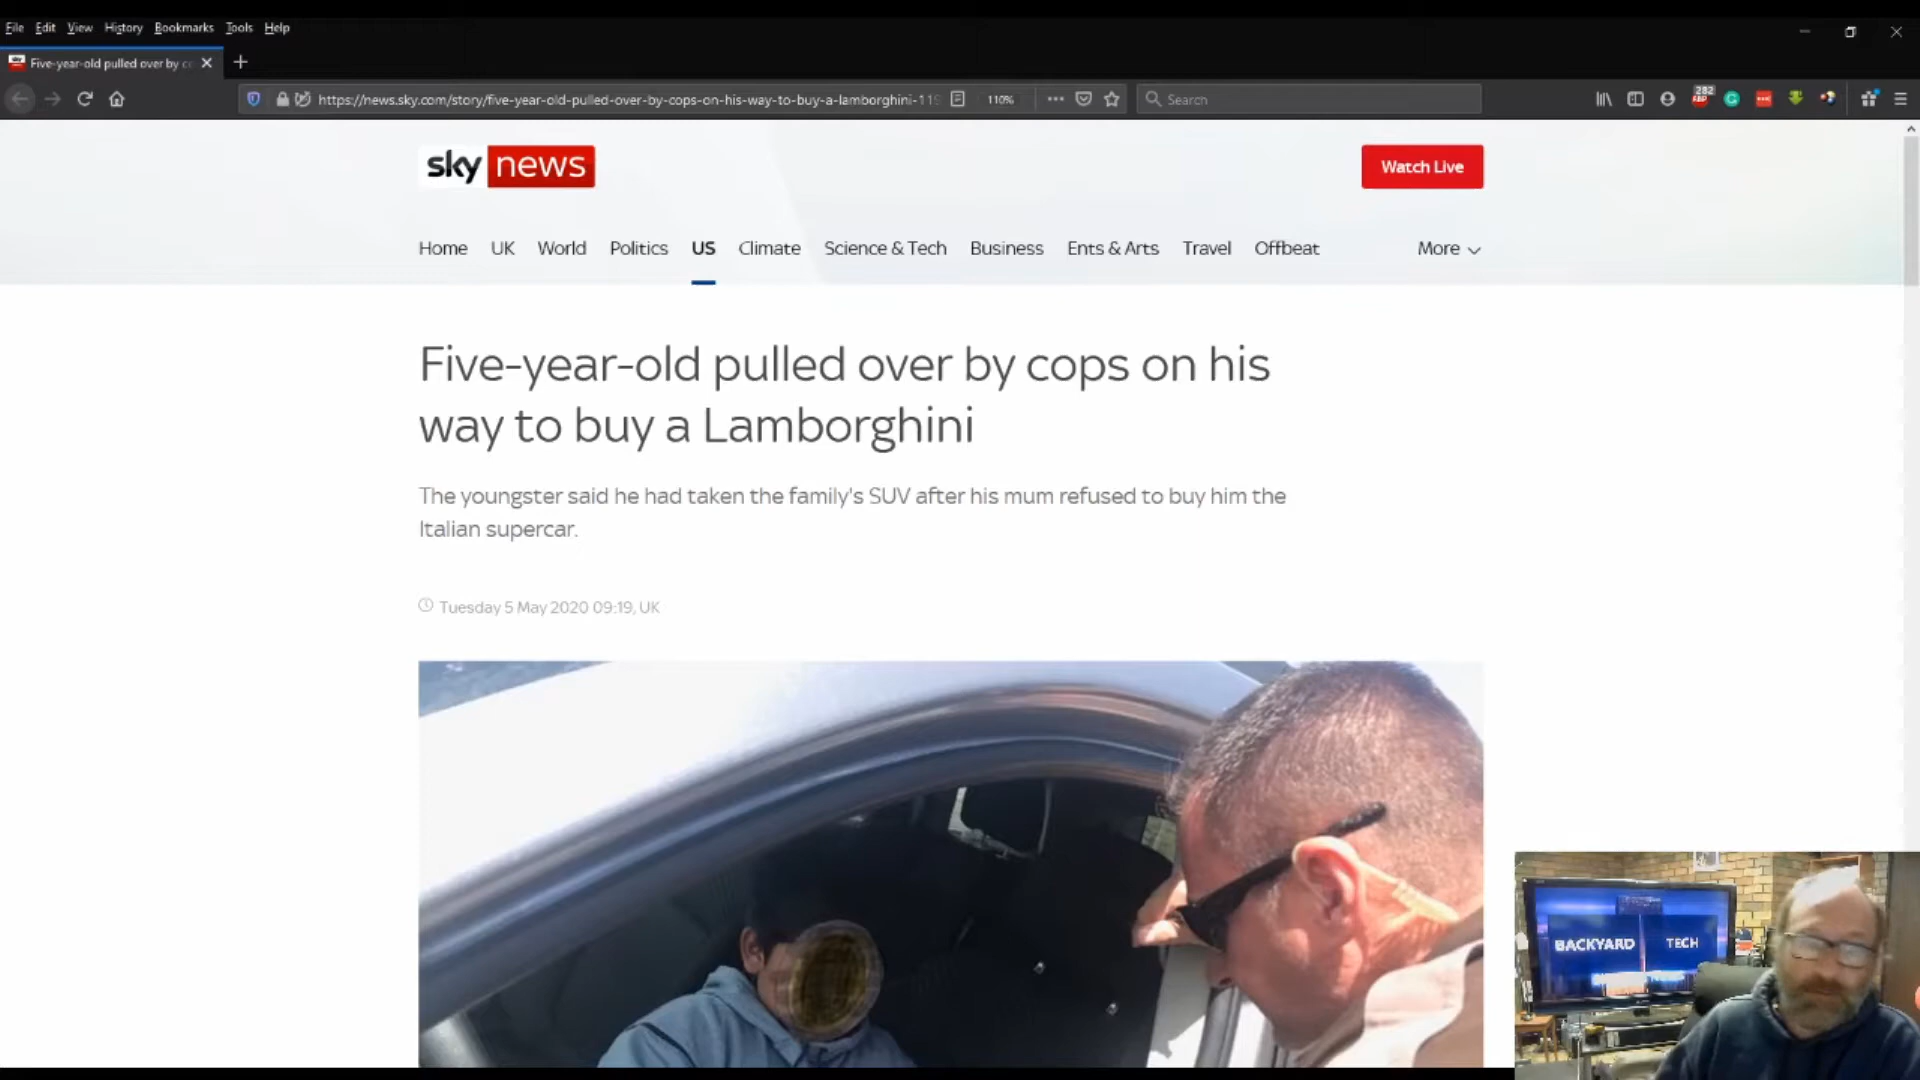 File Edit View History Bookmarks Tools Help
Five-year-old pulled over by co
https://news.sky.com/story/five-year-old-pulled-over-by-cops-on-his-way-to-buy-a-lamborghini-119
110%
Search
282
sky news
Watch Live
Home UK World Politics US Climate Science & Tech Business Ents & Arts Travel Offbeat More
Five-year-old pulled over by cops on his
way to buy a Lamborghini
The youngster said he had taken the family's SUV after his mum refused to buy him the
Italian supercar.
Tuesday 5 May 2020 09:19, UK
BACKYARD TECH